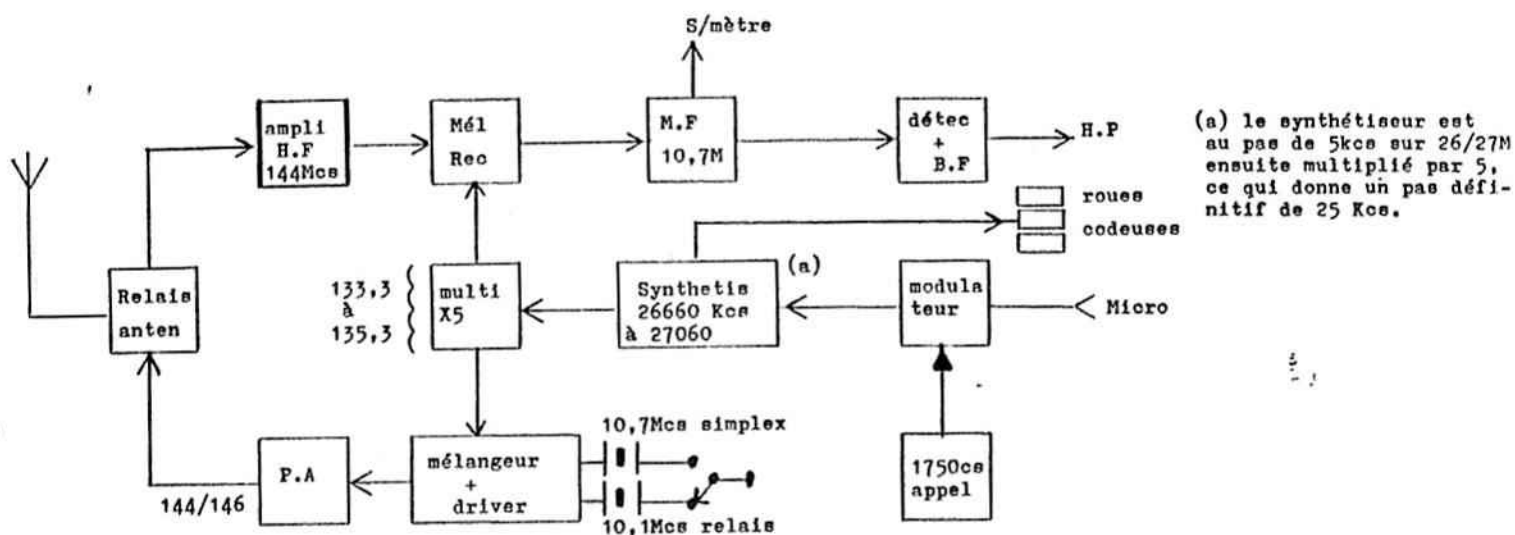 S/mètre
ampli
H.F
144Mcs
Mél
Rec
M.F
10,7M
détec
+
B.F
H.P
(a) le synthétiseur est
au pas de 5kcs sur 26/27M
ensuite multiplié par 5,
ce qui donne un pas défi-
nitif de 25 Kcs.
roues
codeuses
Relais
anten
133,3
à
135,3
multi
X5
Synthetis
26660 Kcs
à 27060
(a)
modula
teur
Micro
10,7Mcs simplex
P.A
mélangeur
+
driver
1750cs
appel
144/146
10,1Mcs relais